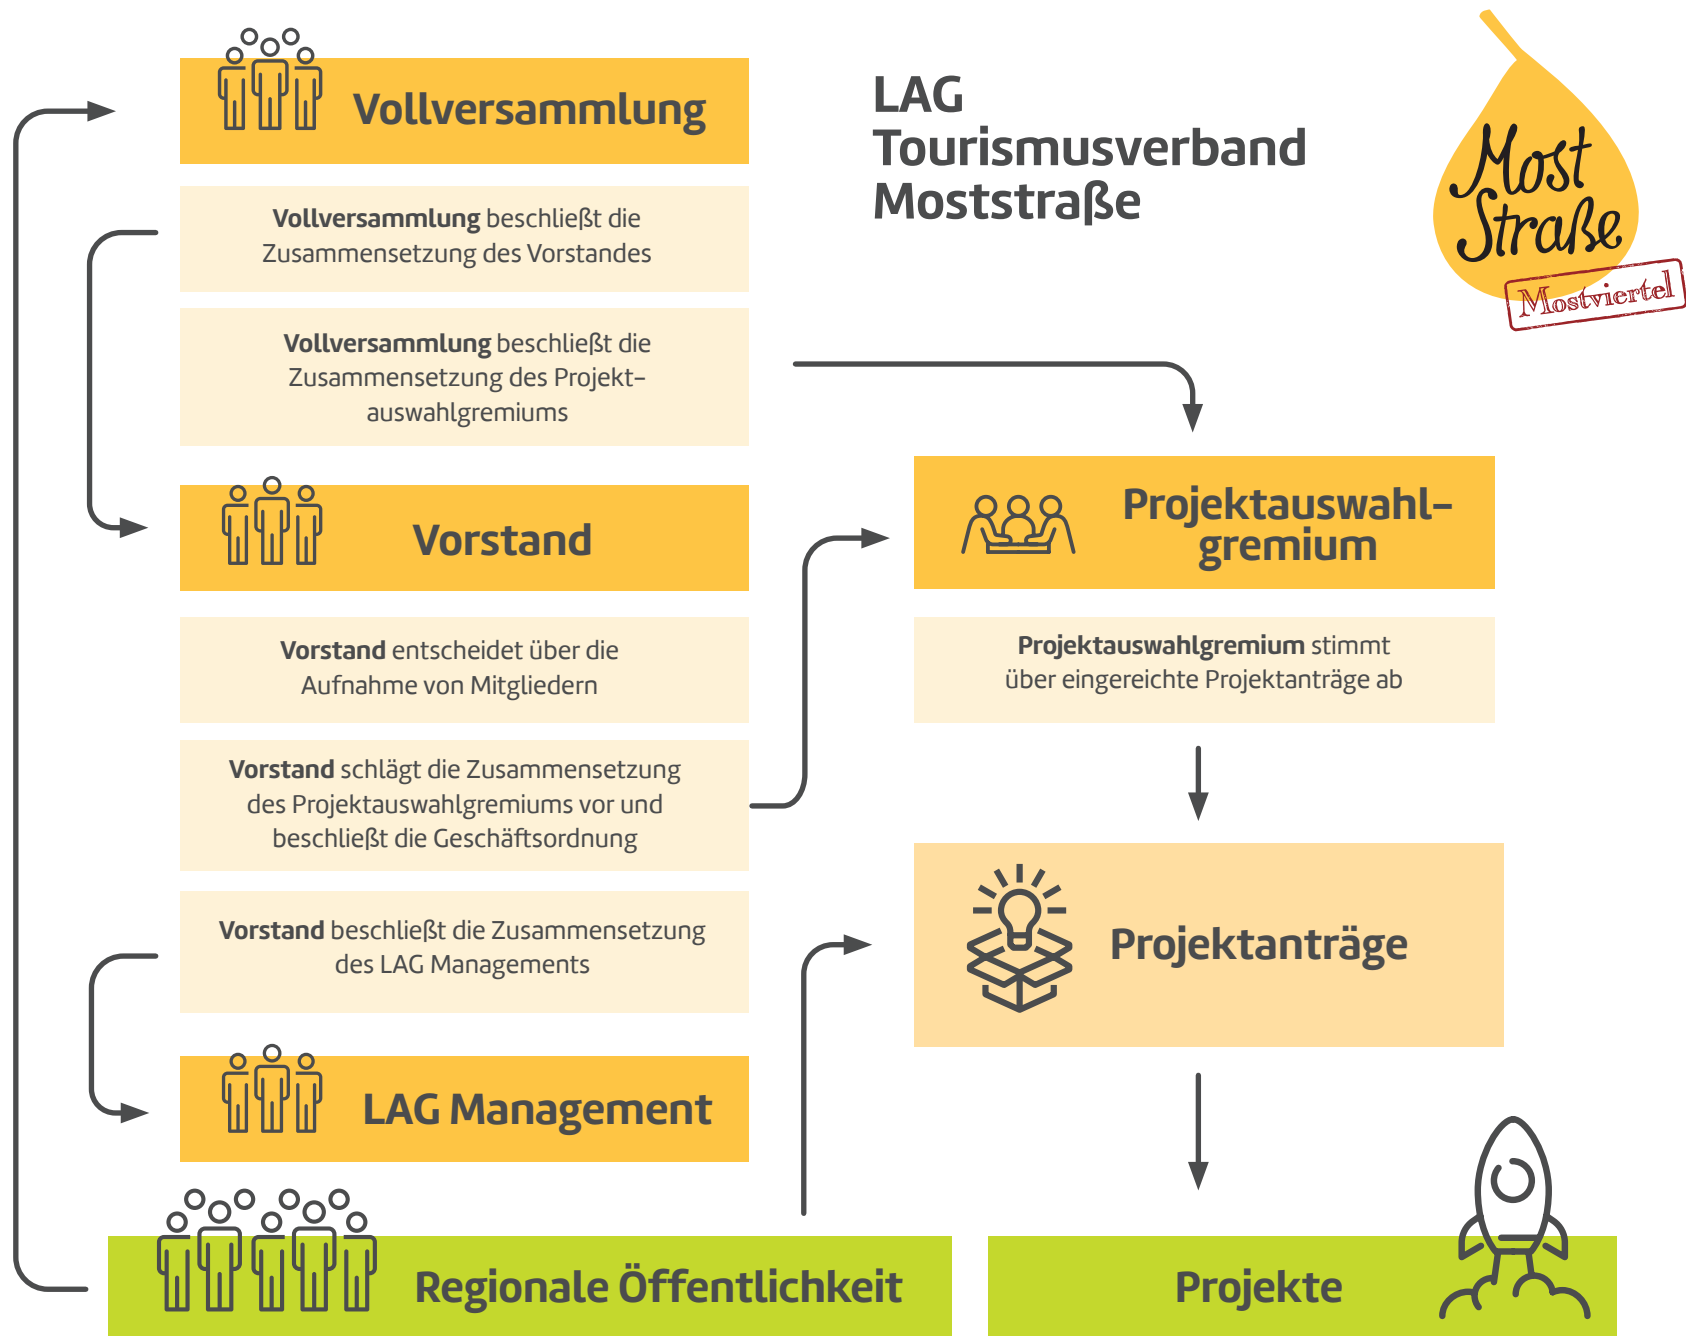 Vollversammlung
Vollversammlung beschließt die
Zusammensetzung des Vorstandes
Vollversammlung beschließt die
Zusammensetzung des Projekt-
auswahlgremiums
Vorstand
Vorstand entscheidet über die
Aufnahme von Mitgliedern
Vorstand schlägt die Zusammensetzung
des Projektauswahlgremiums vor und
beschließt die Geschäftsordnung
Vorstand beschließt die Zusammensetzung
des LAG Managements
LAG Management
Regionale Öffentlichkeit
LAG
Tourismusverband
Moststraße
Most
Straße
Mostviertel
Projektauswahl-
gremium
Projektauswahlgremium stimmt
über eingereichte Projektanträge ab
Projektanträge
Projekte